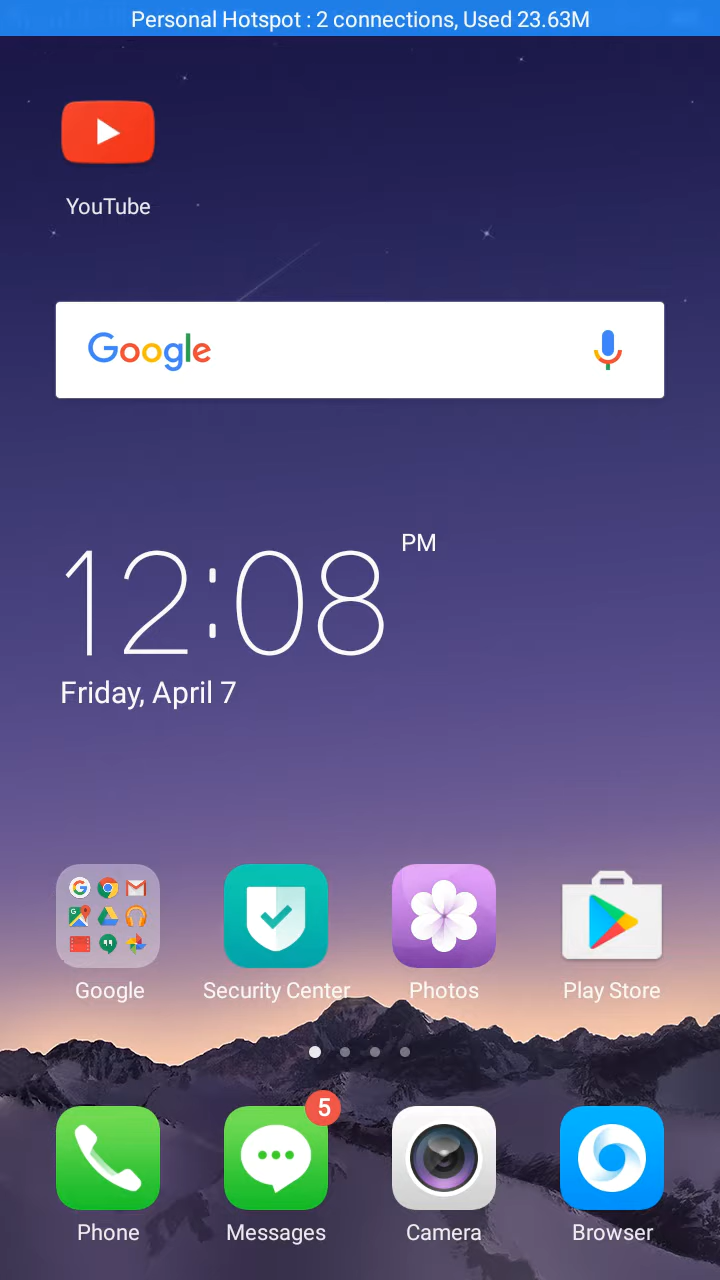 Personal Hotspot : 2 connections, Used 23.63M
YouTube
Google
12:08 PM
Friday, April 7
Google
Security Center
Photos
Play Store
5
Phone
Messages
Camera
Browser